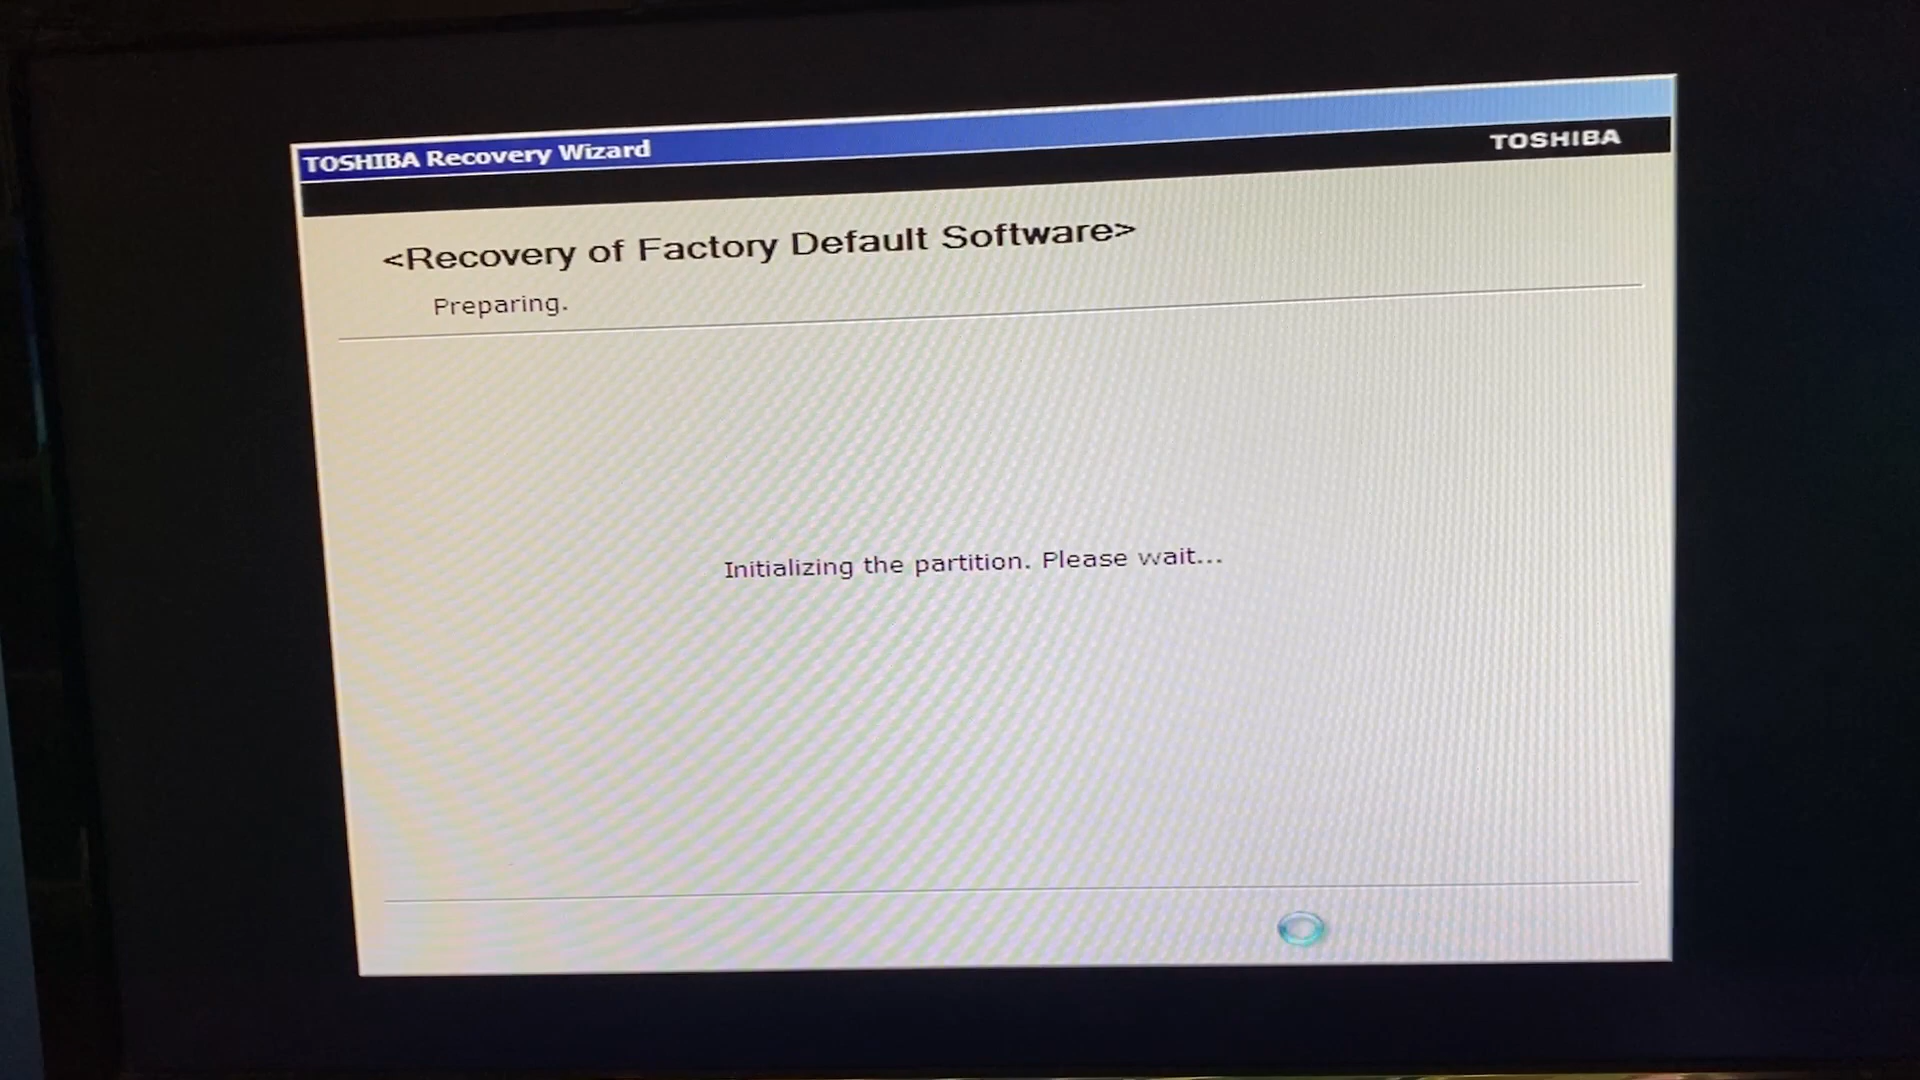 TOSHIBA Recovery Wizard
TOSHIBA
<Recovery of Factory Default Software>
Preparing.
Initializing the partition. Please wait...